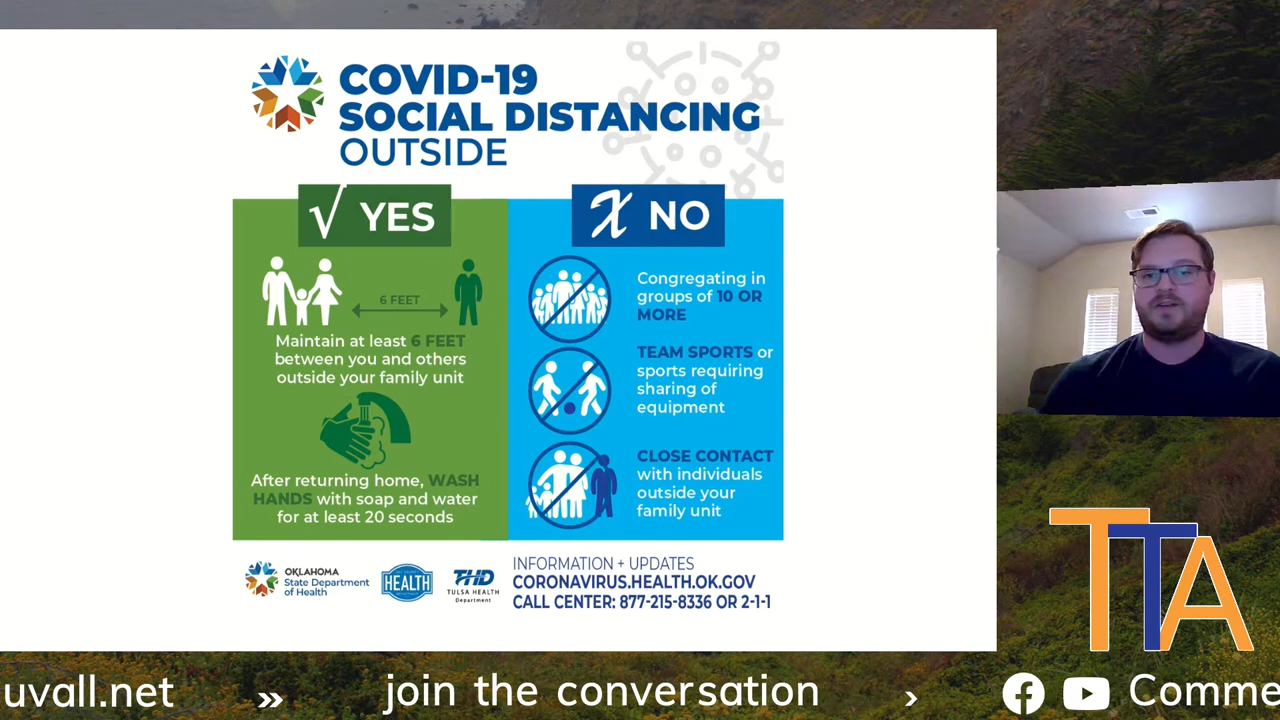 COVID-19
SOCIAL DISTANCING
OUTSIDE
√ YES
6 FEET
Maintain at least 6 FEET
between you and others
outside your family unit
After returning home, WASH
HANDS with soap and water
for at least 20 seconds
X NO
Congregating in
groups of 10 OR
MORE
TEAM SPORTS or
sports requiring
sharing of
equipment
CLOSE CONTACT
with individuals
outside your
family unit
OKLAHOMA
State Department
of Health
HEALTH
THD
TULSA HEALTH
Department
INFORMATION + UPDATES
CORONAVIRUS.HEALTH.OK.GOV
CALL CENTER: 877-215-8336 OR 2-1-1
TTA
uvall.net » join the conversation › Comme